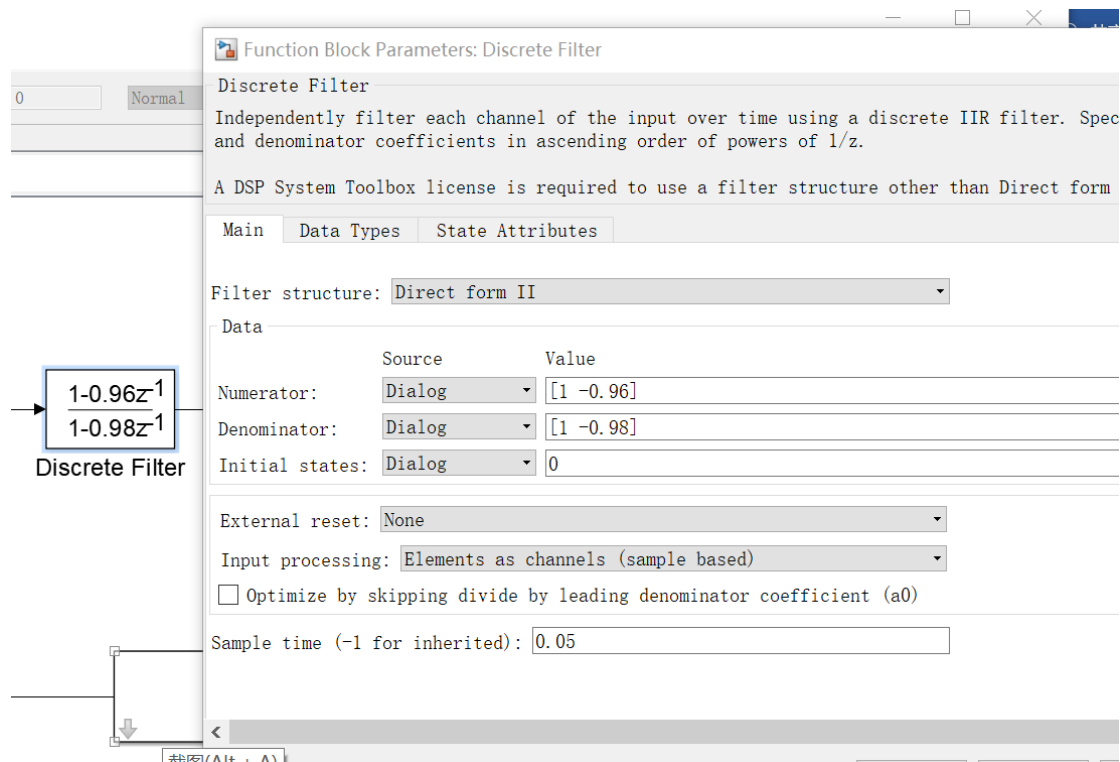 Function Block Parameters: Discrete Filter
Discrete Filter
0
Normal
Independently filter each channel of the input over time using a discrete IIR filter. Spec
and denominator coefficients in ascending order of powers of 1/z.
A DSP System Toolbox license is required to use a filter structure other than Direct form
Main Data Types State Attributes
Filter structure: Direct form II
Data
Source Value
Numerator: Dialog [1 -0.96]
Denominator: Dialog [1 -0.98]
Initial states: Dialog 0
1-0.96z-1
1-0.98z-1
Discrete Filter
External reset: None
Input processing: Elements as channels (sample based)
Optimize by skipping divide by leading denominator coefficient (a0)
Sample time (-1 for inherited): 0.05
截图(Alt + A)